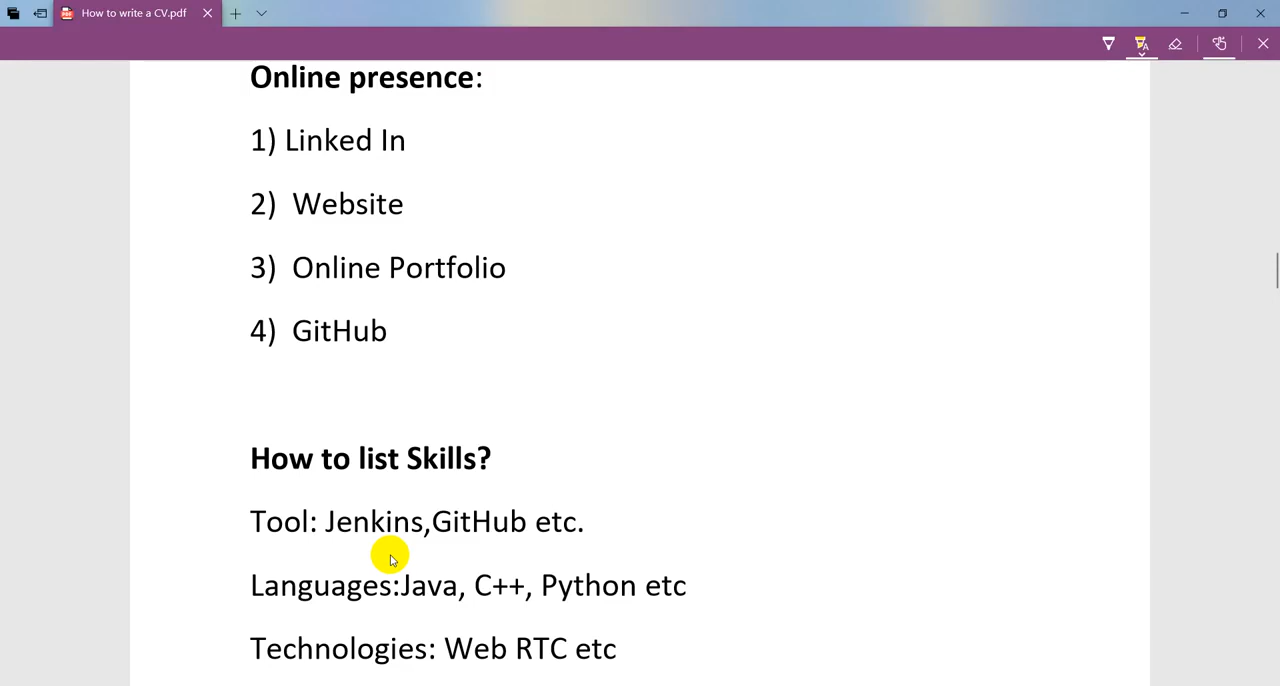 How to write a CV.pdf
Online presence:
1) Linked In
2) Website
3) Online Portfolio
4) GitHub
How to list Skills?
Tool: Jenkins,GitHub etc.
Languages:Java, C++, Python etc
Technologies: Web RTC etc